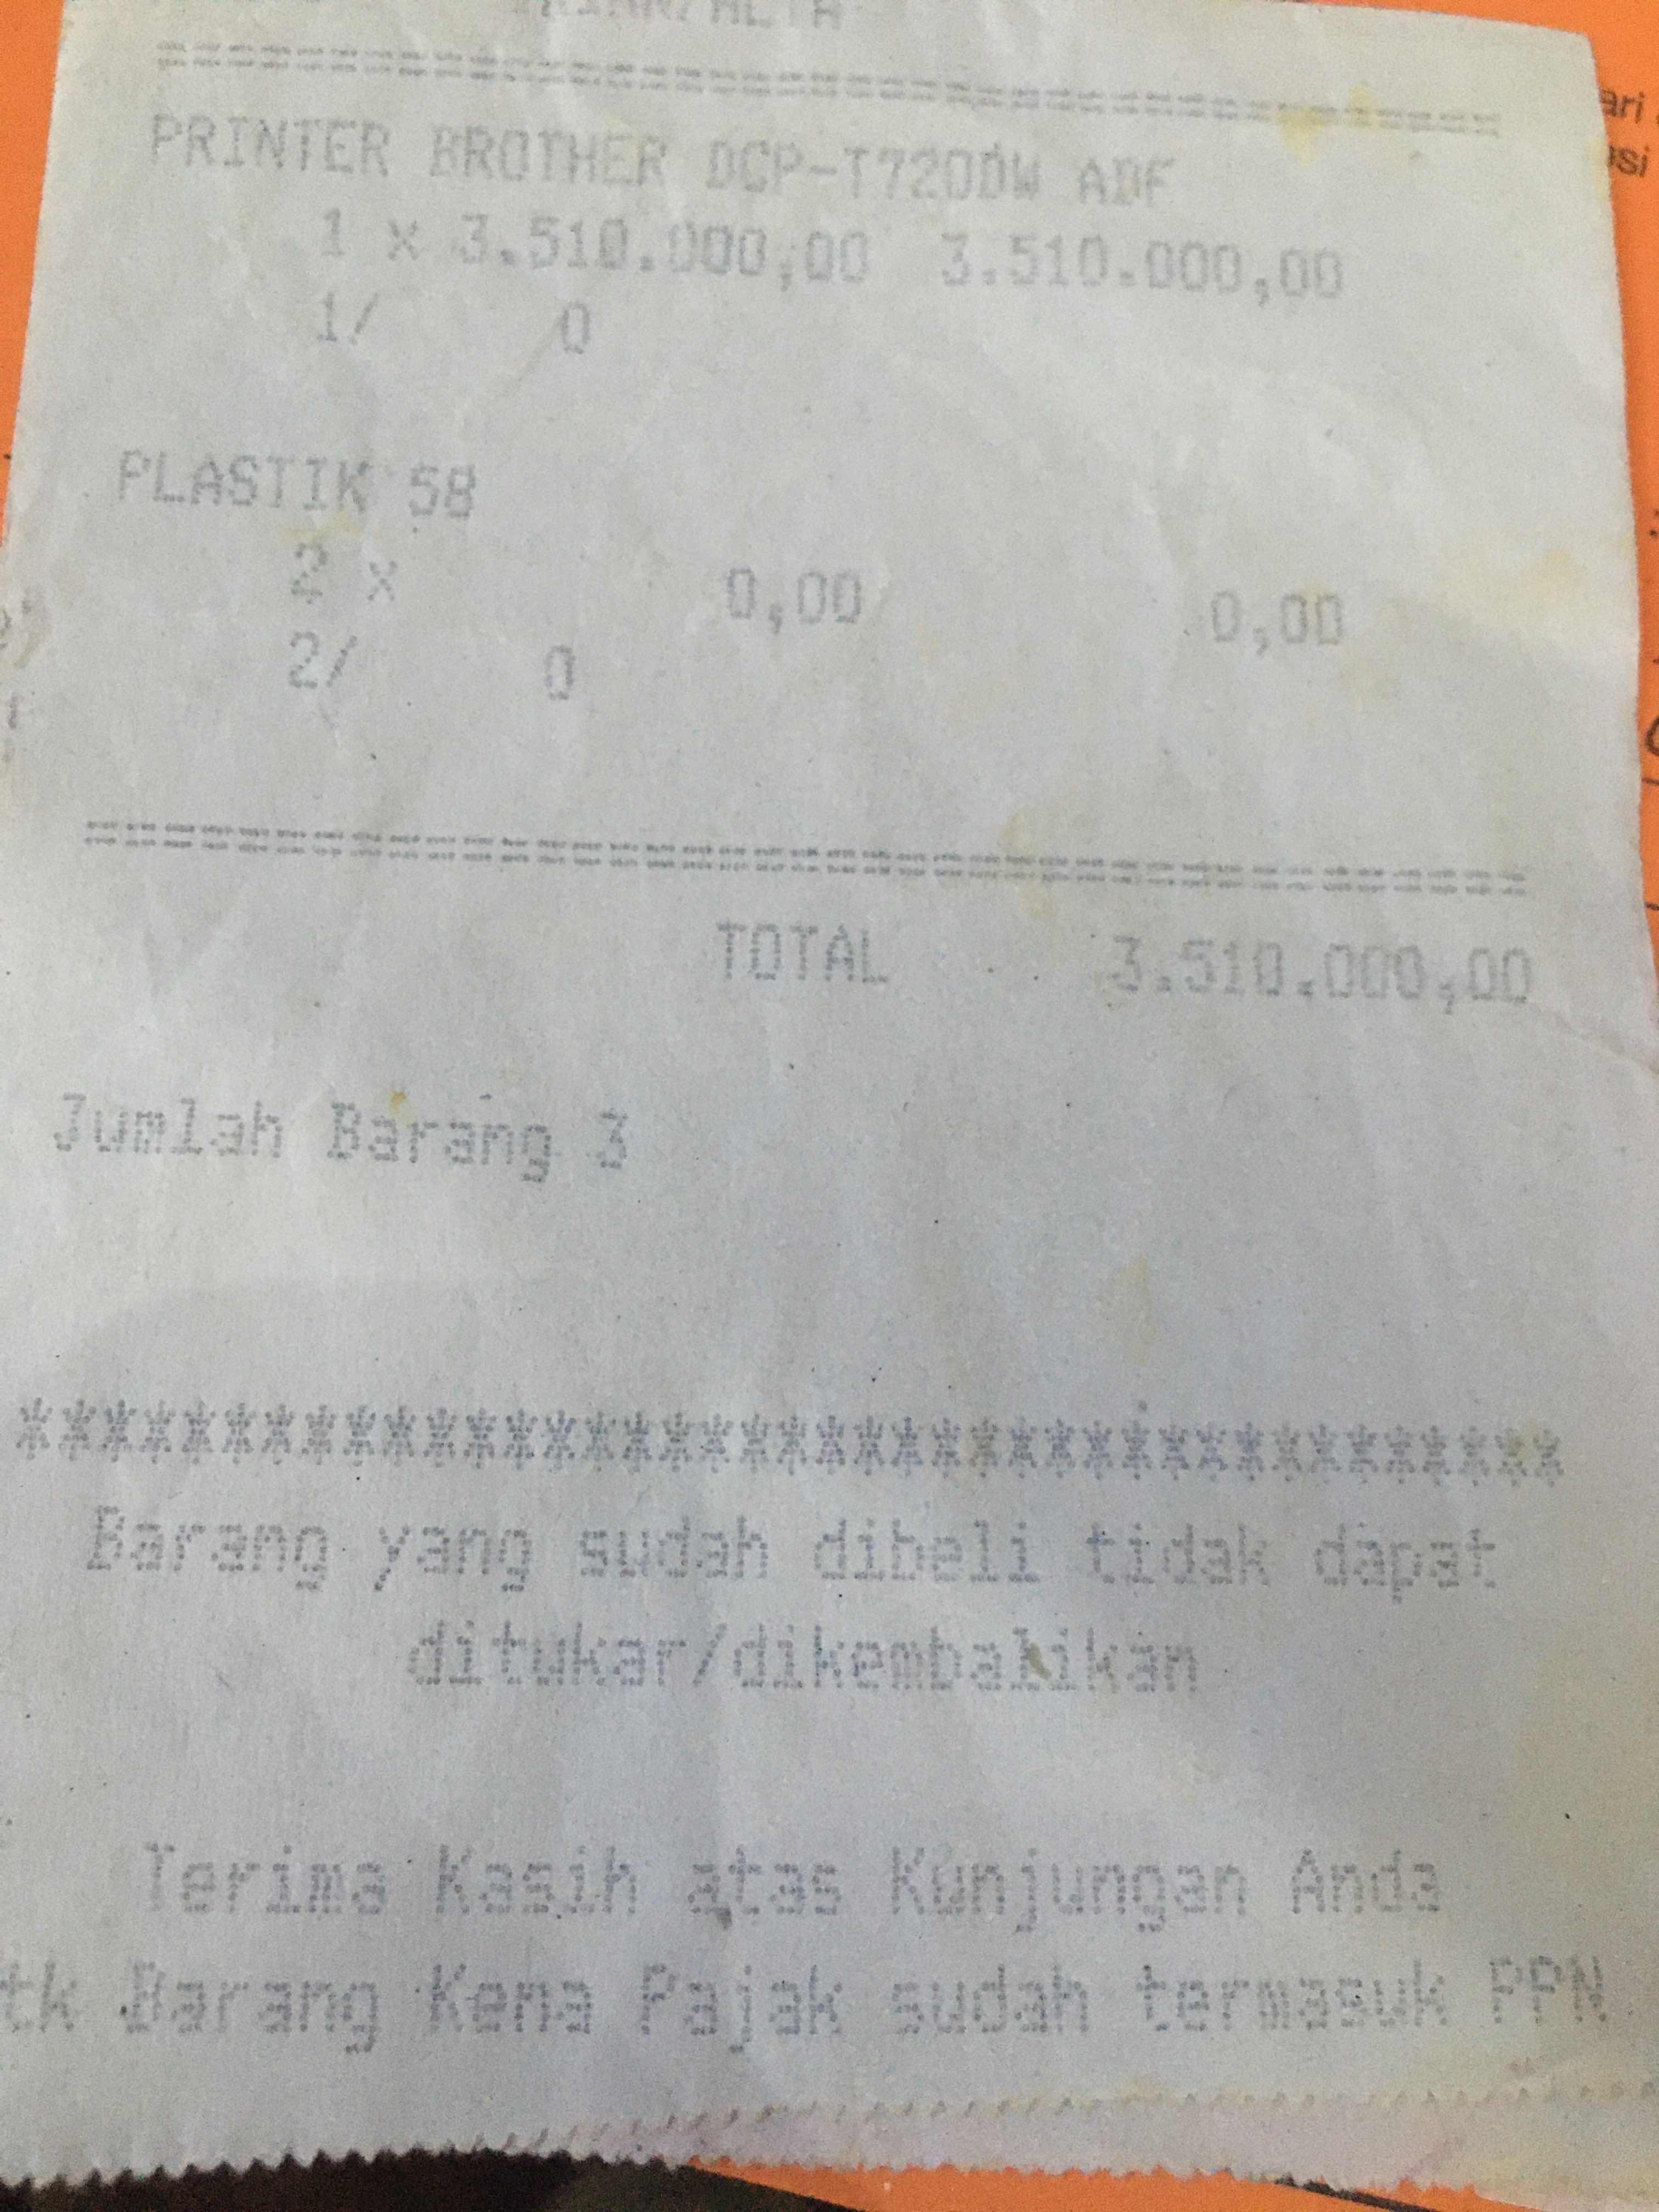 PRINTER BROTHER DCP-T720DW ADF
1 x 3.510.000,00 3.510.000,00
1/ 0
PLASTIK 58
2 x 0,00 0,00
2/ 0
TOTAL 3.510.000,00
Jumlah Barang 3
***************************************
Barang yang sudah dibeli tidak dapat
ditukar/dikembalikan
Terima Kasih atas Kunjungan Anda
tk Barang Kena Pajak sudah termasuk PPN